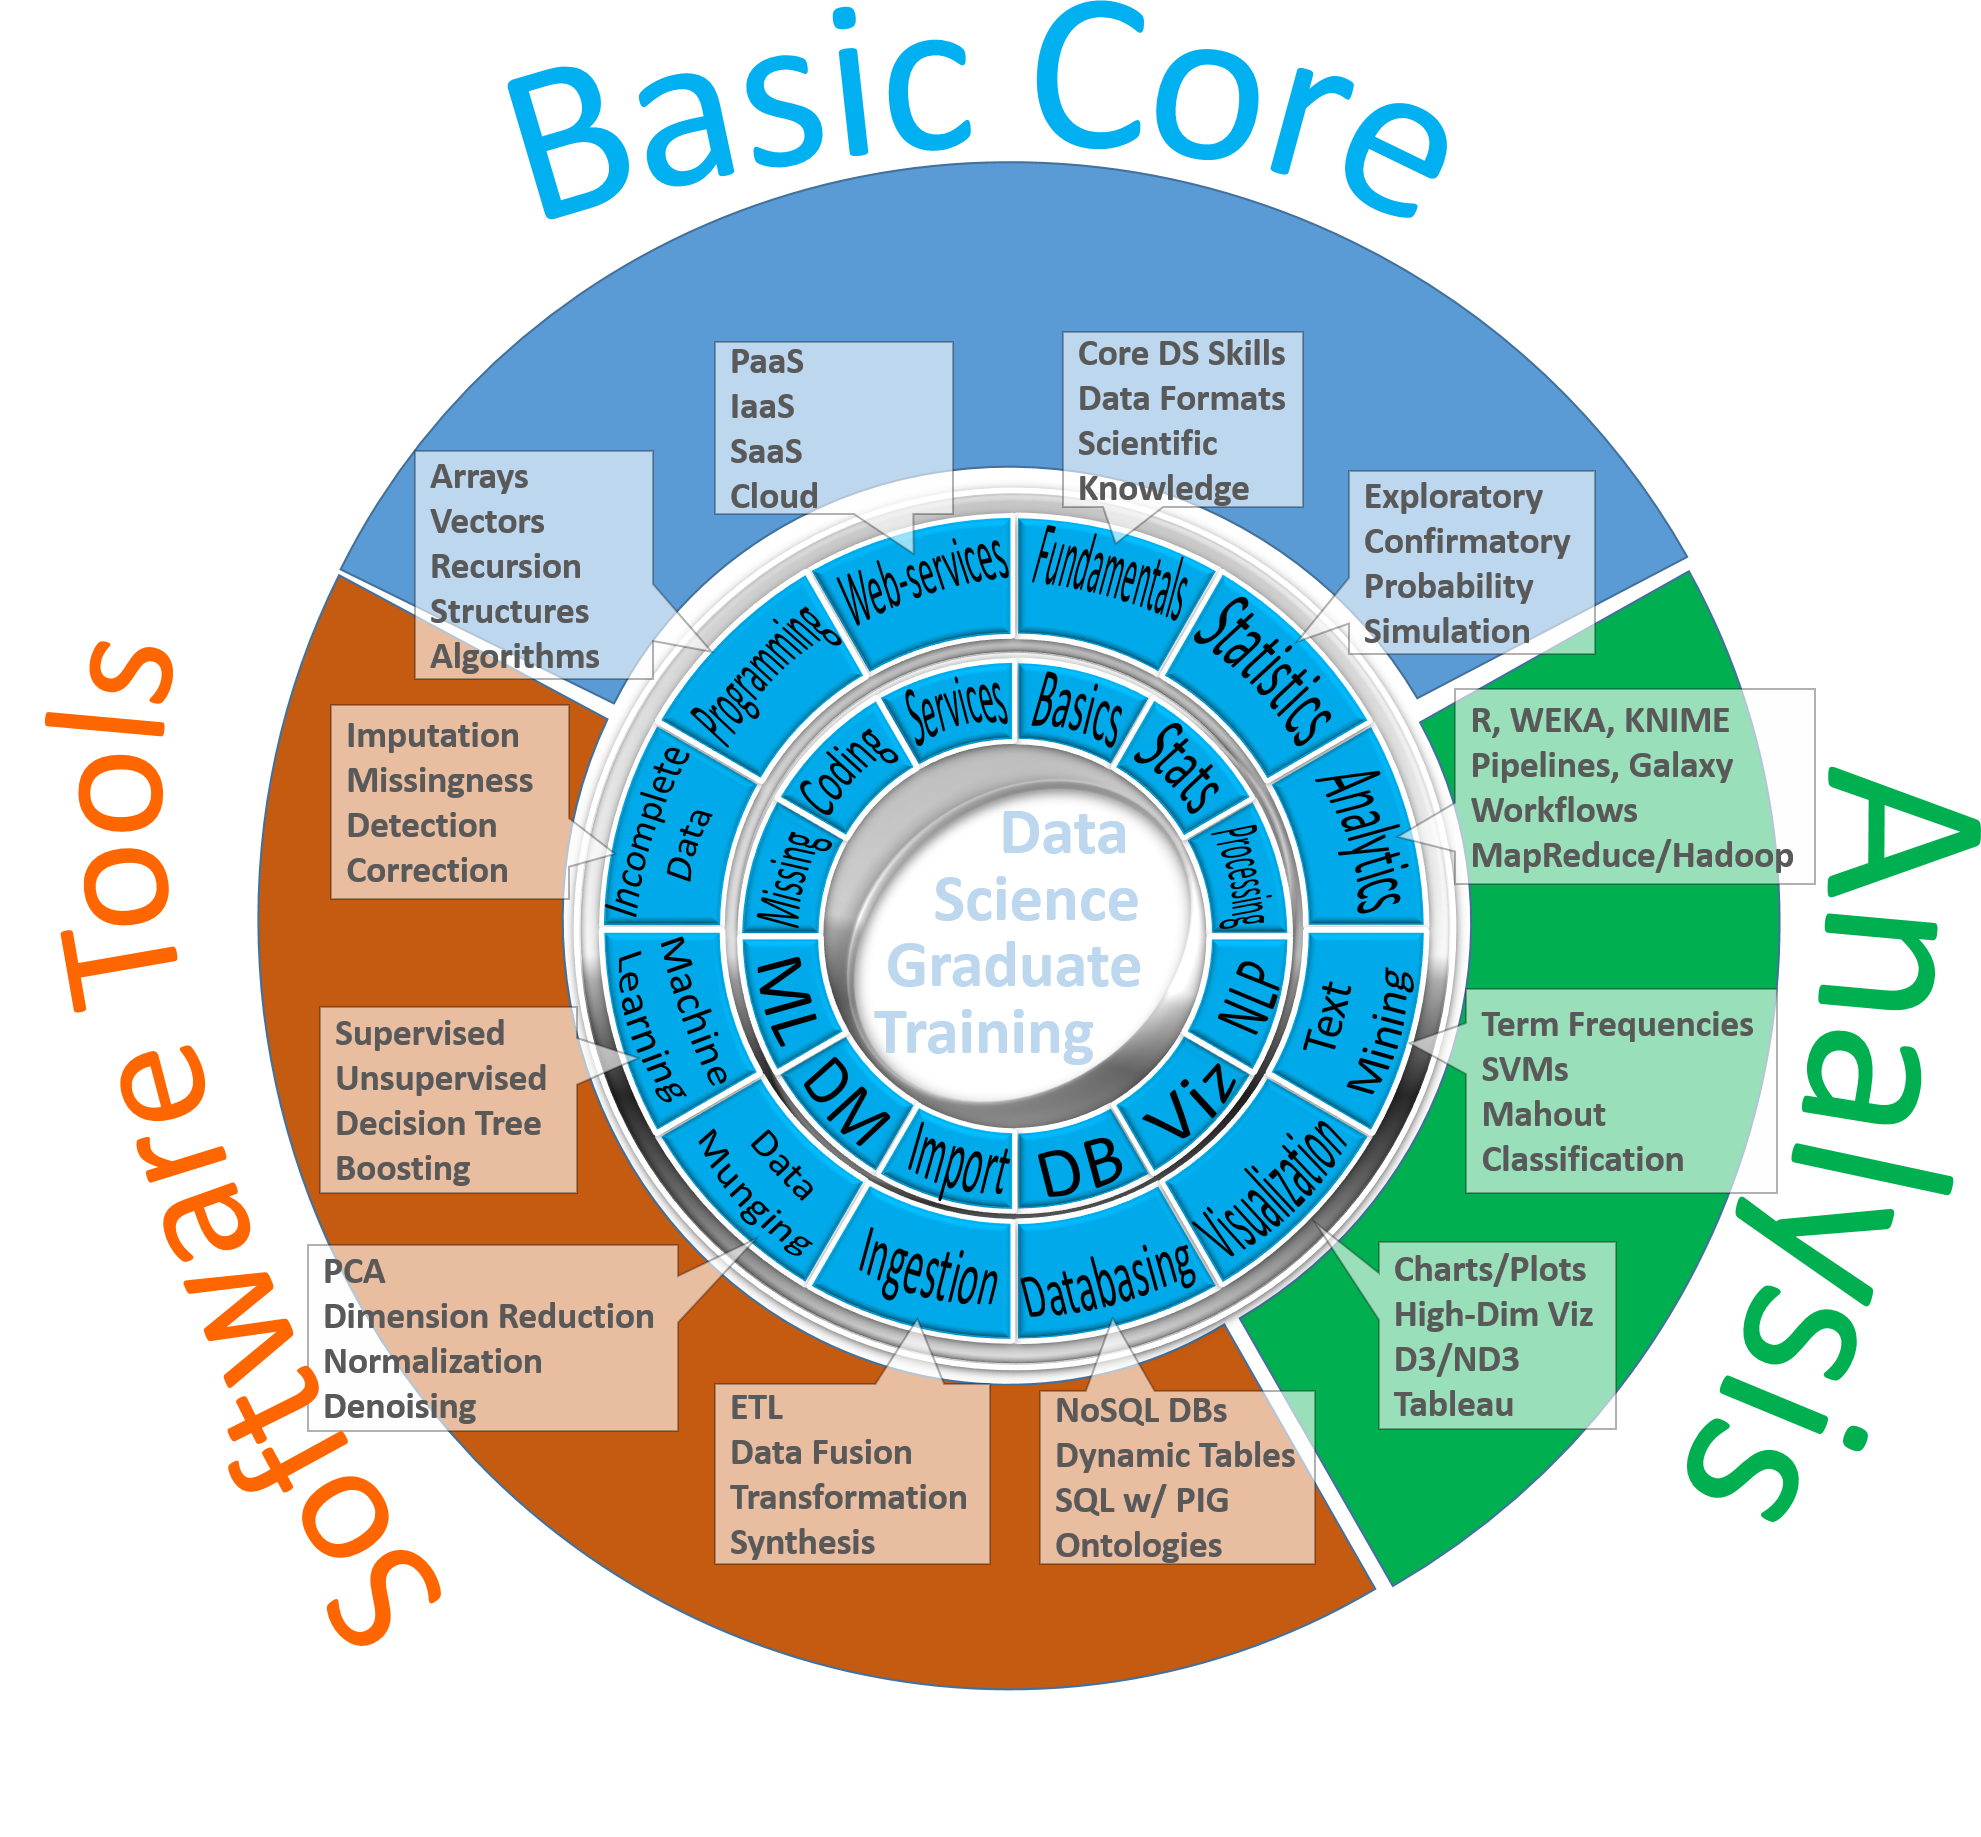 Basic Core
Analysis
Software Tools
PaaS
IaaS
SaaS
Cloud
Core DS Skills
Data Formats
Scientific
Knowledge
Arrays
Vectors
Recursion
Structures
Algorithms
Exploratory
Confirmatory
Probability
Simulation
Imputation
Missingness
Detection
Correction
R, WEKA, KNIME
Pipelines, Galaxy
Workflows
MapReduce/Hadoop
Supervised
Unsupervised
Decision Tree
Boosting
Term Frequencies
SVMs
Mahout
Classification
PCA
Dimension Reduction
Normalization
Denoising
Charts/Plots
High-Dim Viz
D3/ND3
Tableau
ETL
Data Fusion
Transformation
Synthesis
NoSQL DBs
Dynamic Tables
SQL w/ PIG
Ontologies
Fundamentals
Statistics
Analytics
Text
Mining
Visualization
Databasing
Ingestion
Data
Munging
Machine
Learning
Incomplete
Data
Programming
Web-services
Basics
Stats
Processing
NLP
Viz
DB
Import
DM
ML
Missing
Coding
Services
Data
Science
Graduate
Training